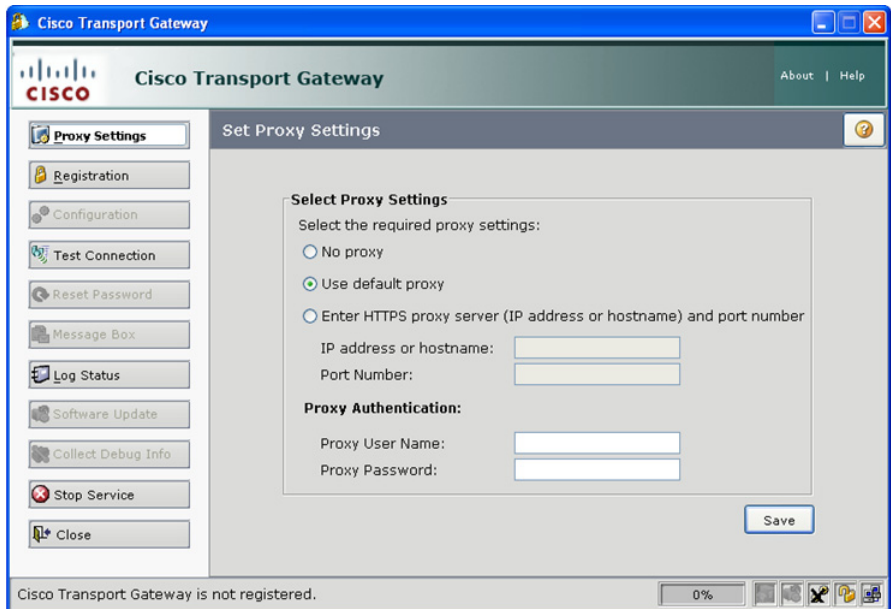 Cisco Transport Gateway
CISCO
Cisco Transport Gateway
About | Help
Proxy Settings
Registration
Configuration
Test Connection
Reset Password
Message Box
Log Status
Software Update
Collect Debug Info
Stop Service
Close
Set Proxy Settings
Select Proxy Settings
Select the required proxy settings:
No proxy
Use default proxy
Enter HTTPS proxy server (IP address or hostname) and port number
IP address or hostname:
Port Number:
Proxy Authentication:
Proxy User Name:
Proxy Password:
Save
Cisco Transport Gateway is not registered.
0%